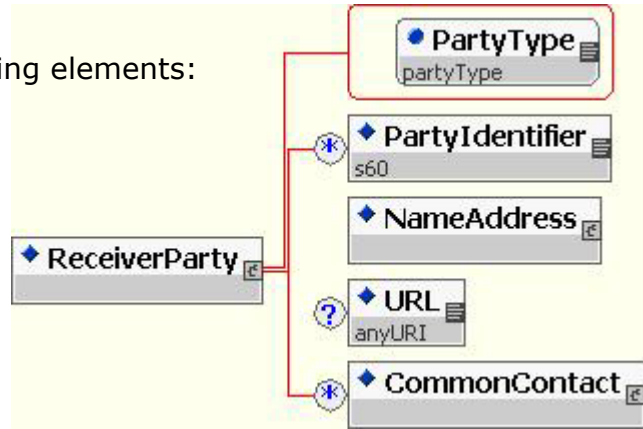 PartyType
partyType
ing elements:
PartyIdentifier
s60
NameAddress
ReceiverParty
URL
anyURI
CommonContact